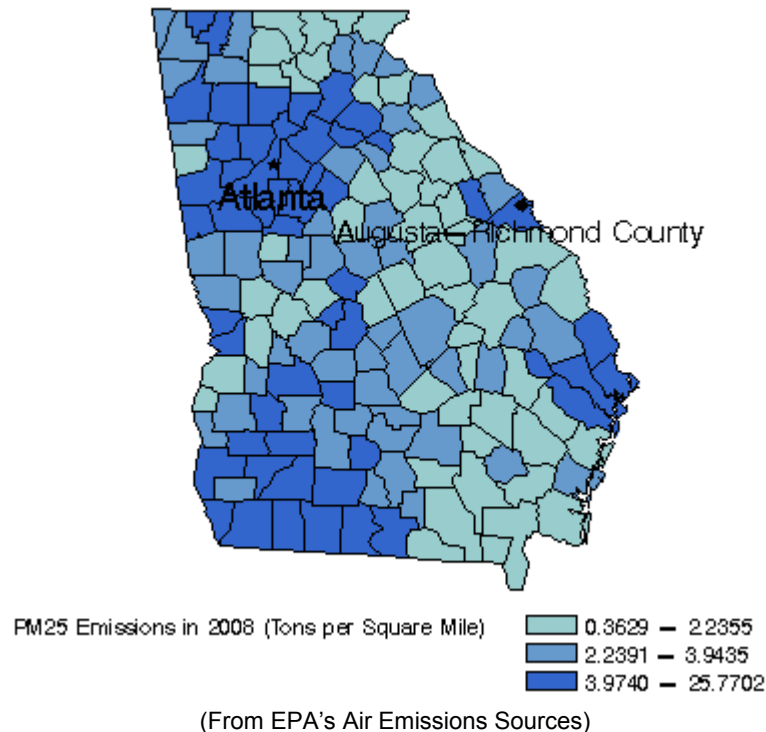 Atlanta
Augusta-Richmond County
PM25 Emissions in 2008 (Tons per Square Mile)
0.3629 – 2.2355
2.2391 – 3.9435
3.9740 – 25.7702
(From EPA's Air Emissions Sources)